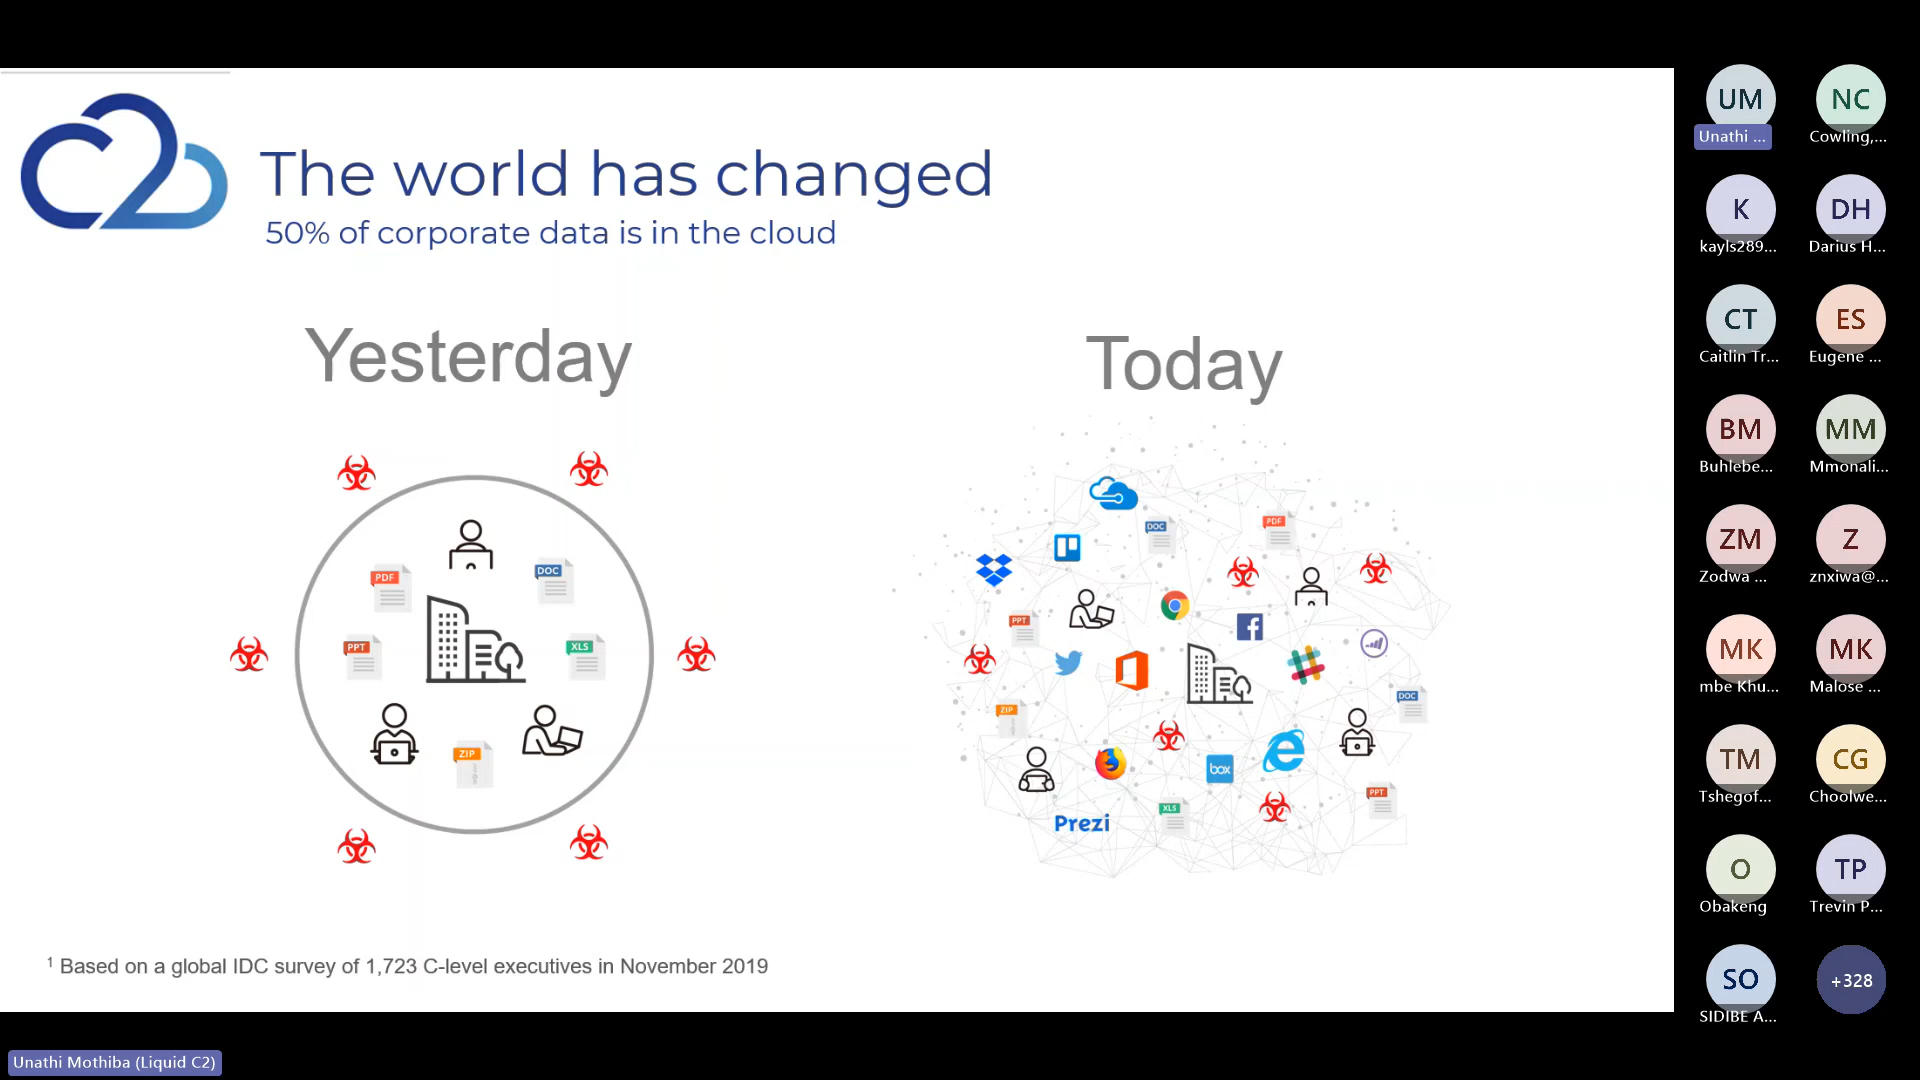 The world has changed
50% of corporate data is in the cloud
Yesterday
Today
PDF
DOC
PPT
XLS
ZIP
DOC
PDF
PPT
ZIP
DOC
box
PPT
XLS
Prezi
1 Based on a global IDC survey of 1,723 C-level executives in November 2019
UM
Unathi ...
NC
Cowling,...
K
kayls289...
DH
Darius H...
CT
Caitlin Tr...
ES
Eugene ...
BM
Buhlebe...
MM
Mmonali...
ZM
Zodwa ...
Z
znxiwa@...
MK
mbe Khu...
MK
Malose ...
TM
Tshegof...
CG
Choolwe...
O
Obakeng
TP
Trevin P...
SO
SIDIBE A...
+328
Unathi Mothiba (Liquid C2)